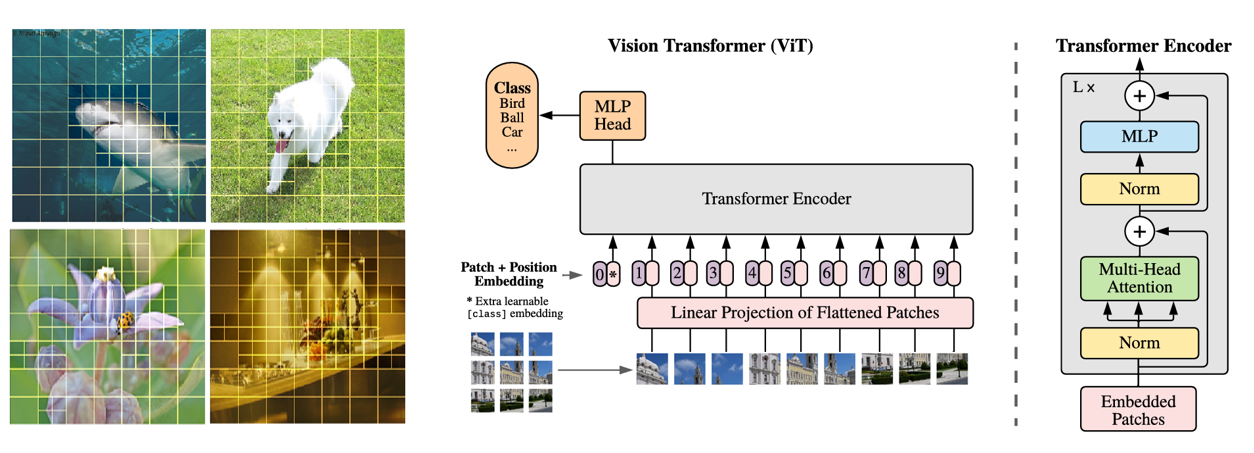 Vision Transformer (ViT)
Class
Bird
Ball
Car
...
MLP
Head
Transformer Encoder
Patch + Position
Embedding
0 * 1 2 3 4 5 6 7 8 9
* Extra learnable
[class] embedding
Linear Projection of Flattened Patches
Transformer Encoder
L ×
+
MLP
Norm
+
Multi-Head
Attention
Norm
Embedded
Patches